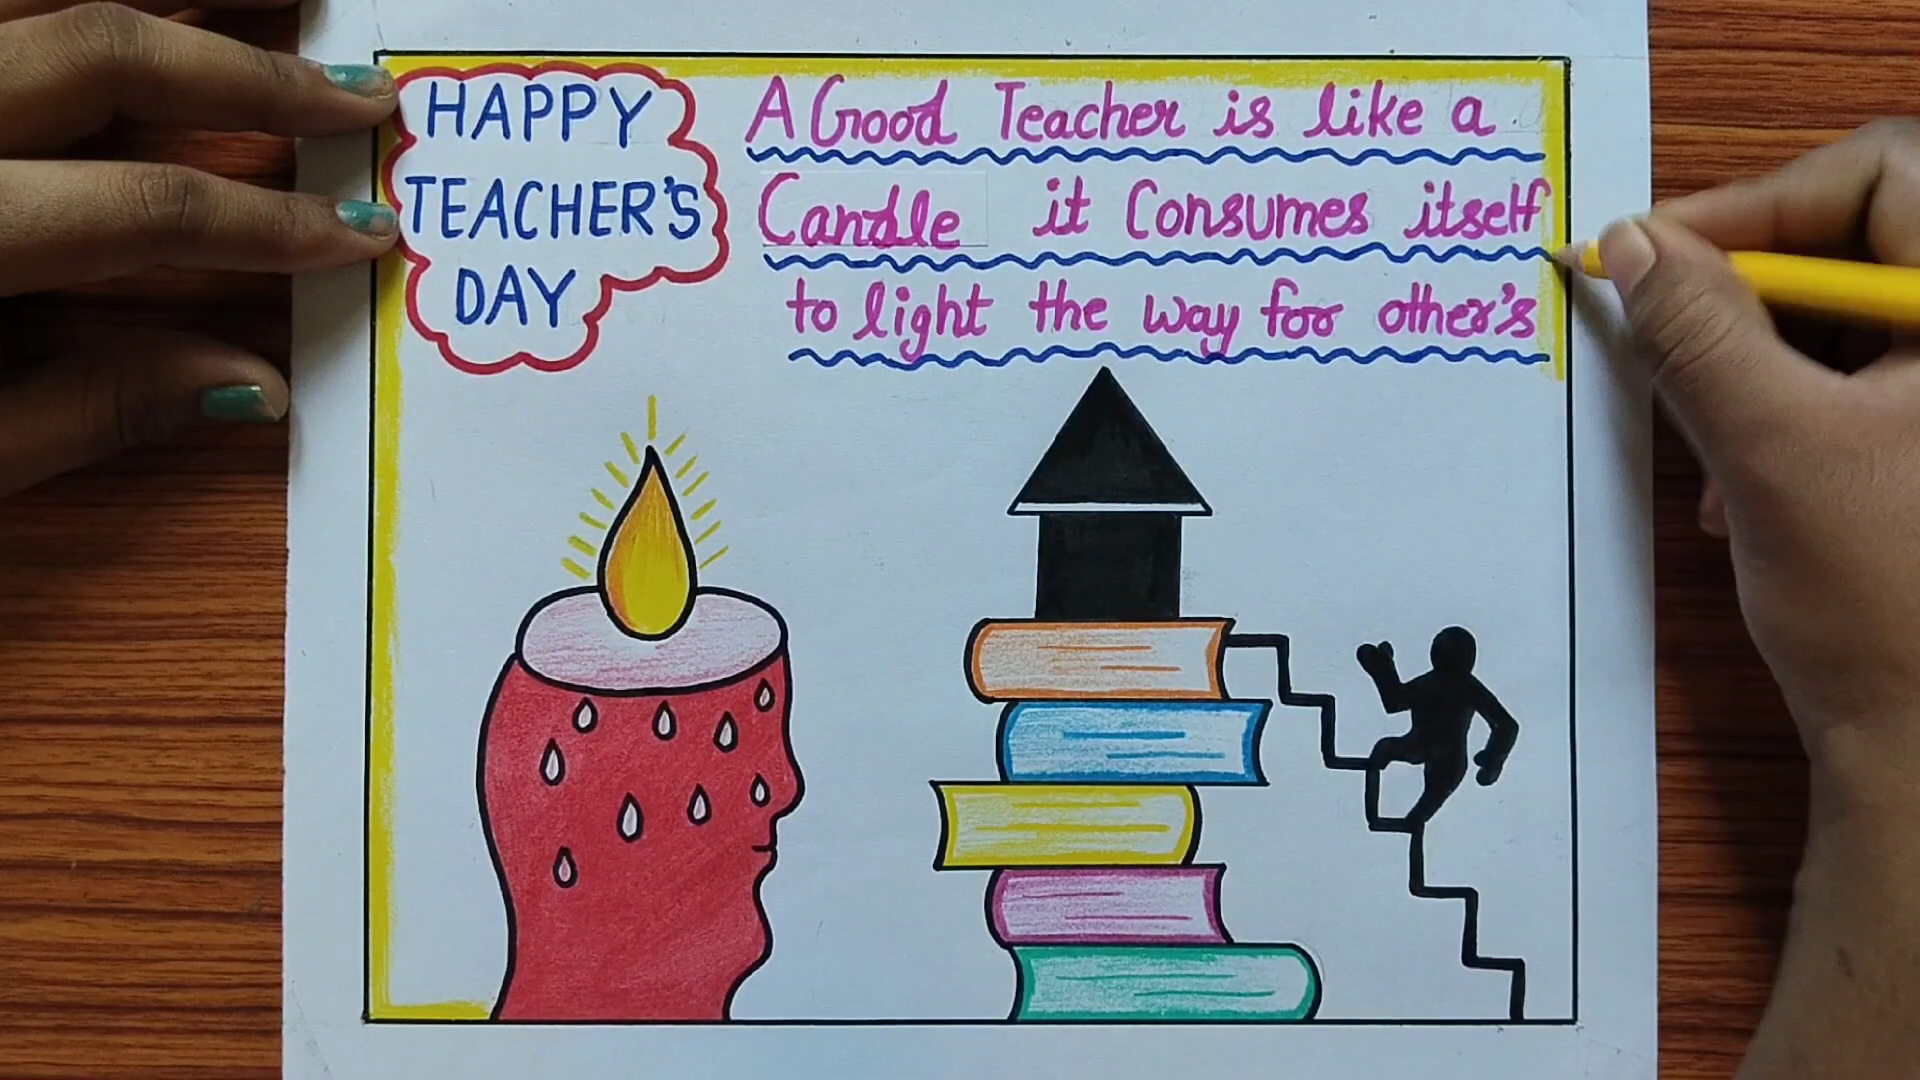 HAPPY
TEACHER'S
DAY
A Good Teacher is like a
Candle it Consumes itself
to light the way for other's